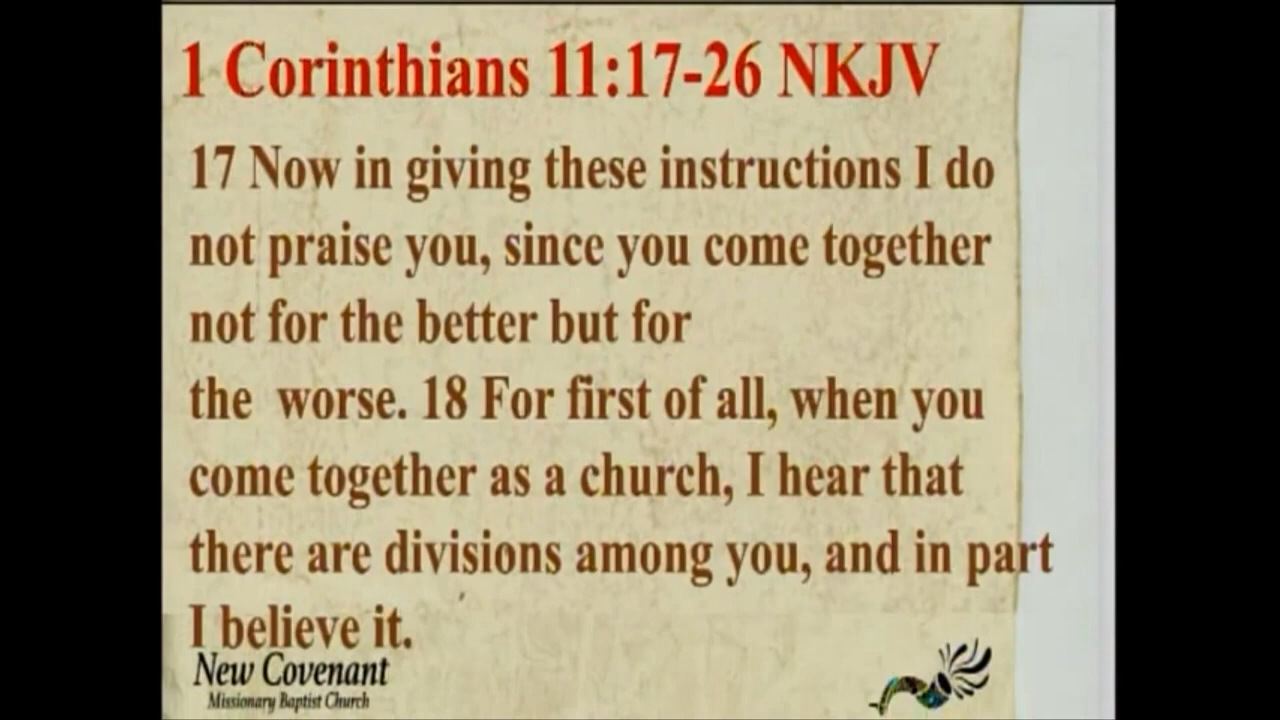 1 Corinthians 11:17-26 NKJV
17 Now in giving these instructions I do
not praise you, since you come together
not for the better but for
the  worse. 18 For first of all, when you
come together as a church, I hear that
there are divisions among you, and in part
I believe it.
New Covenant
Missionary Baptist Church